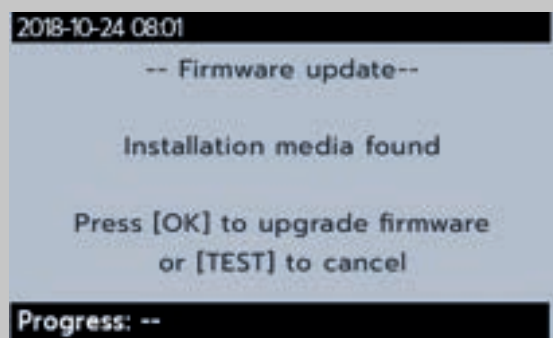 2018-10-24 08:01
-- Firmware update--
Installation media found
Press [OK] to upgrade firmware
or [TEST] to cancel
Progress: --